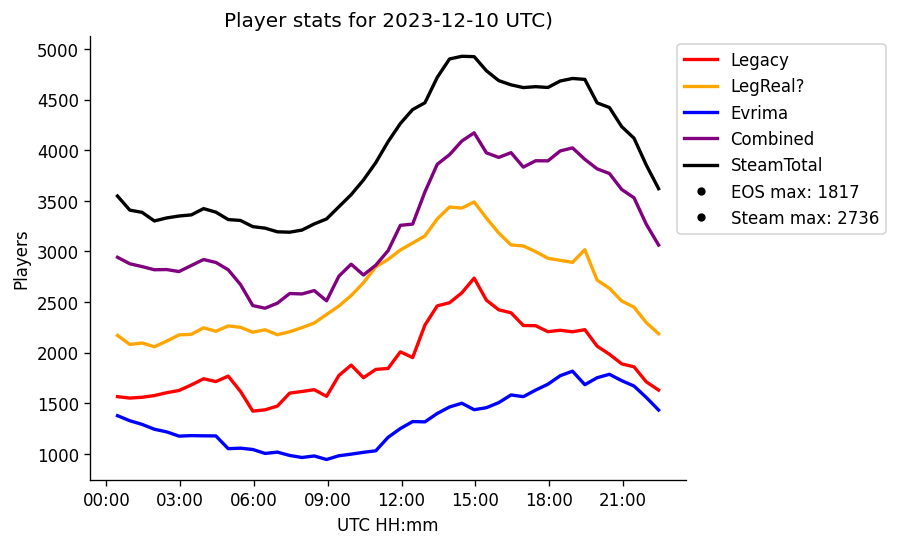 Player stats for 2023-12-10 UTC)
5000
4500
4000
3500
3000
2500
2000
1500
1000
Players
00:00 03:00 06:00 09:00 12:00 15:00 18:00 21:00
UTC HH:mm
Legacy
LegReal?
Evrima
Combined
SteamTotal
EOS max: 1817
Steam max: 2736